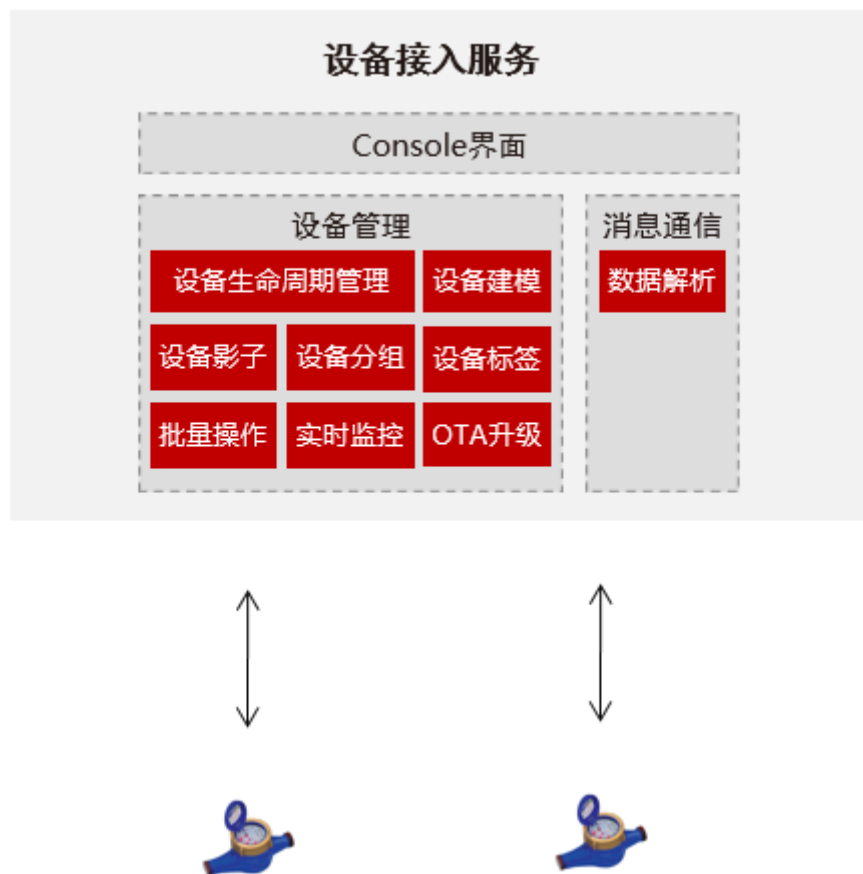 设备接入服务
Console界面
设备管理
设备生命周期管理
设备建模
设备影子
设备分组
设备标签
批量操作
实时监控
OTA升级
消息通信
数据解析